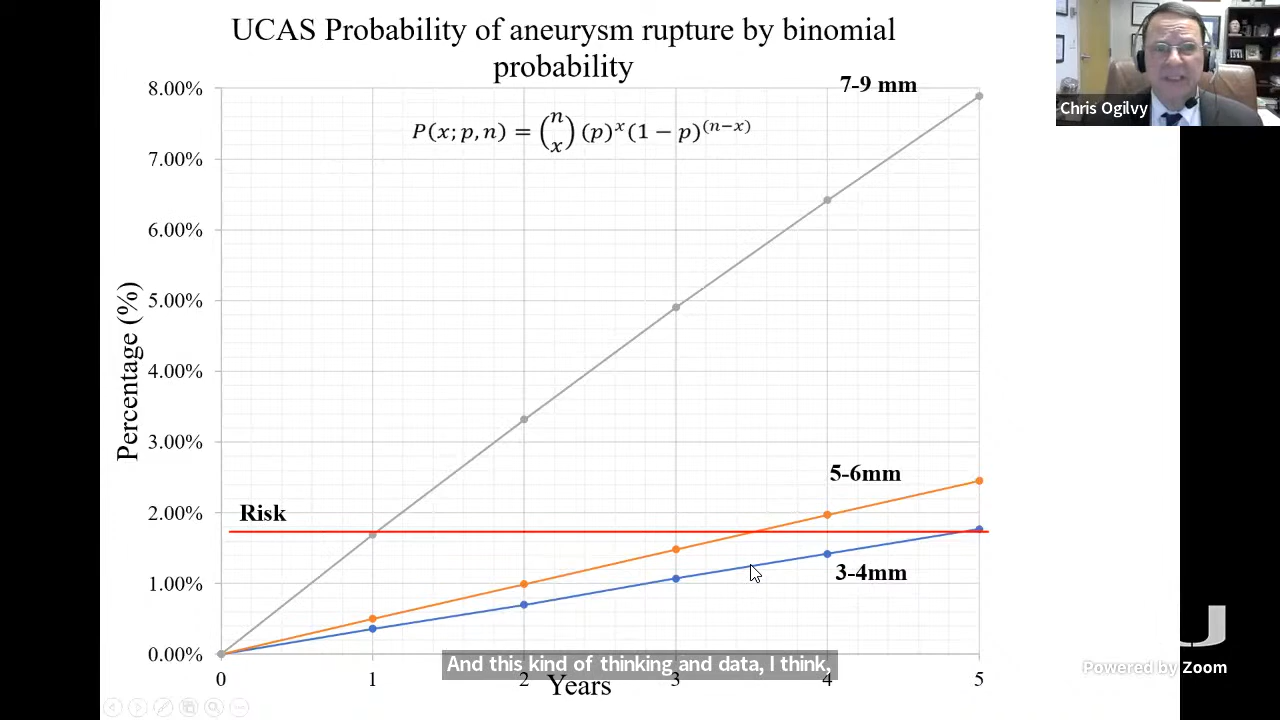 UCAS Probability of aneurysm rupture by binomial
probability
Chris Ogilvy
8.00%
7-9 mm
P(x; p, n) = (n x) (p)^x (1 − p)^(n−x)
7.00%
6.00%
5.00%
4.00%
3.00%
2.00%
1.00%
0.00%
Percentage (%)
5-6mm
Risk
3-4mm
And this kind of thinking and data, I think,
0 1 2 3 4 5
Years
Powered by Zoom